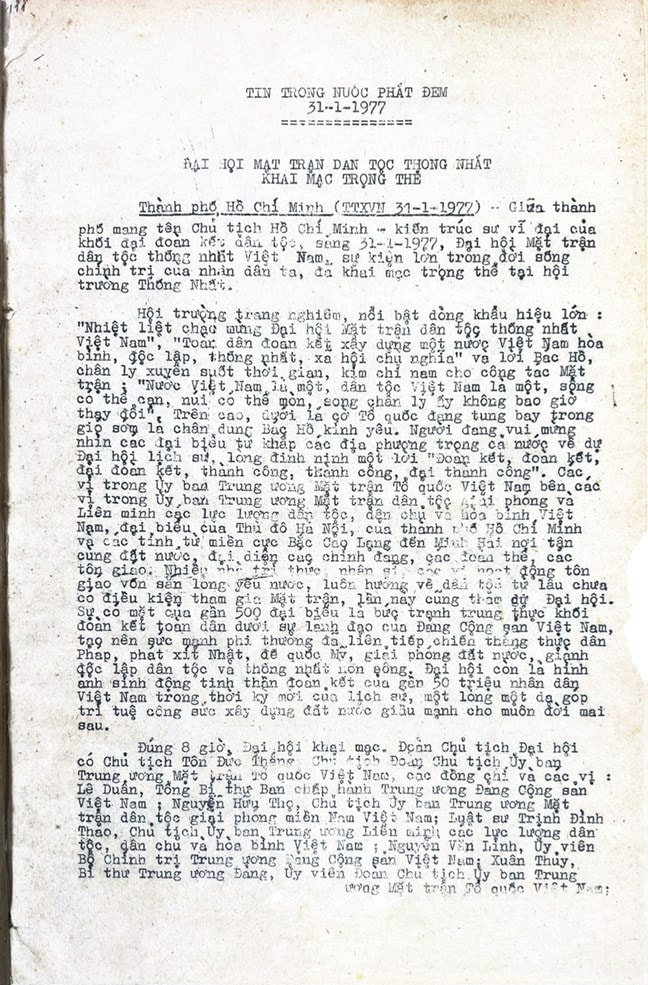 TIN TRONG NƯỚC PHÁT ĐÊM
31-1-1977
===============
ĐẠI HỘI MẶT TRẬN DÂN TỘC THỐNG NHẤT
KHAI MẠC TRỌNG THỂ
Thành phố Hồ Chí Minh (TTXVN 31-1-1977) -- Giữa thành
phố mang tên Chủ tịch Hồ Chí Minh - kiến trúc sư vĩ đại của
khối đại đoàn kết dân tộc, sáng 31-1-1977, Đại hội Mặt trận
dân tộc thống nhất Việt Nam, sự kiện lớn trong đời sống
chính trị của nhân dân ta, đã khai mạc trọng thể tại hội
trường Thống Nhất.
Hội trường trang nghiêm, nổi bật dòng khẩu hiệu lớn :
"Nhiệt liệt chào mừng Đại hội Mặt trận dân tộc thống nhất
Việt Nam", "Toàn dân đoàn kết xây dựng một nước Việt Nam hòa
bình, độc lập, thống nhất, xã hội chủ nghĩa" và lời Bác Hồ,
chân lý xuyên suốt thời gian, kim chỉ nam cho công tác Mặt
trận : "Nước Việt Nam là một, dân tộc Việt Nam là một, sông
có thể cạn, núi có thể mòn, song chân lý ấy không bao giờ
thay đổi". Trên cao, dưới lá cờ Tổ quốc đang tung bay trong
gió sớm là chân dung Bác Hồ kính yêu. Người đang vui mừng
nhìn các đại biểu từ khắp các địa phương trong cả nước về dự
Đại hội lịch sử, lòng đinh ninh một lời "Đoàn kết, đoàn kết,
đại đoàn kết, thành công, thành công, đại thành công". Các
vị trong Ủy ban Trung ương Mặt trận Tổ quốc Việt Nam bên các
vị trong Ủy ban Trung ương Mặt trận dân tộc giải phóng và
Liên minh các lực lượng dân tộc, dân chủ và hòa bình Việt
Nam, đại biểu của Thủ đô Hà Nội, của thành phố Hồ Chí Minh
và các tỉnh từ miền cực Bắc Cao Lạng đến Minh Hải nơi tận
cùng đất nước, đại diện các chính đảng, các đoàn thể, các
tôn giáo. Nhiều nhà trí thức, nhân sĩ, các vị hoạt động tôn
giáo vốn sẵn lòng yêu nước, luôn hướng về dân tộc từ lâu chưa
có điều kiện tham gia Mặt trận, lần này cũng tham dự Đại hội.
Sự có mặt của gần 500 đại biểu là bức tranh trung thực khối
đoàn kết toàn dân dưới sự lãnh đạo của Đảng Cộng sản Việt Nam,
tạo nên sức mạnh phi thường đã liên tiếp chiến thắng thực dân
Pháp, phát xít Nhật, đế quốc Mỹ, giải phóng đất nước, giành
độc lập dân tộc và thống nhất non sông. Đại hội còn là hình
ảnh sinh động tinh thần đoàn kết của gần 50 triệu nhân dân
Việt Nam trong thời kỳ mới của lịch sử, một lòng một dạ góp
trí tuệ công sức xây dựng đất nước giàu mạnh cho muôn đời mai
sau.
Đúng 8 giờ, Đại hội khai mạc. Đoàn Chủ tịch Đại hội
có Chủ tịch Tôn Đức Thắng, Chủ tịch Đoàn Chủ tịch Ủy ban
Trung ương Mặt trận Tổ quốc Việt Nam, các đồng chí và các vị :
Lê Duẩn, Tổng Bí thư Ban chấp hành Trung ương Đảng Cộng sản
Việt Nam ; Nguyễn Hữu Thọ, Chủ tịch Ủy ban Trung ương Mặt
trận dân tộc giải phóng miền Nam Việt Nam; Luật sư Trịnh Đình
Thảo, Chủ tịch Ủy ban Trung ương Liên minh các lực lượng dân
tộc, dân chủ và hòa bình Việt Nam ; Nguyễn Văn Linh, Ủy viên
Bộ Chính trị Trung ương Đảng Cộng sản Việt Nam; Xuân Thủy,
Bí thư Trung ương Đảng, Ủy viên Đoàn Chủ tịch Ủy ban Trung
ương Mặt trận Tổ quốc Việt Nam;